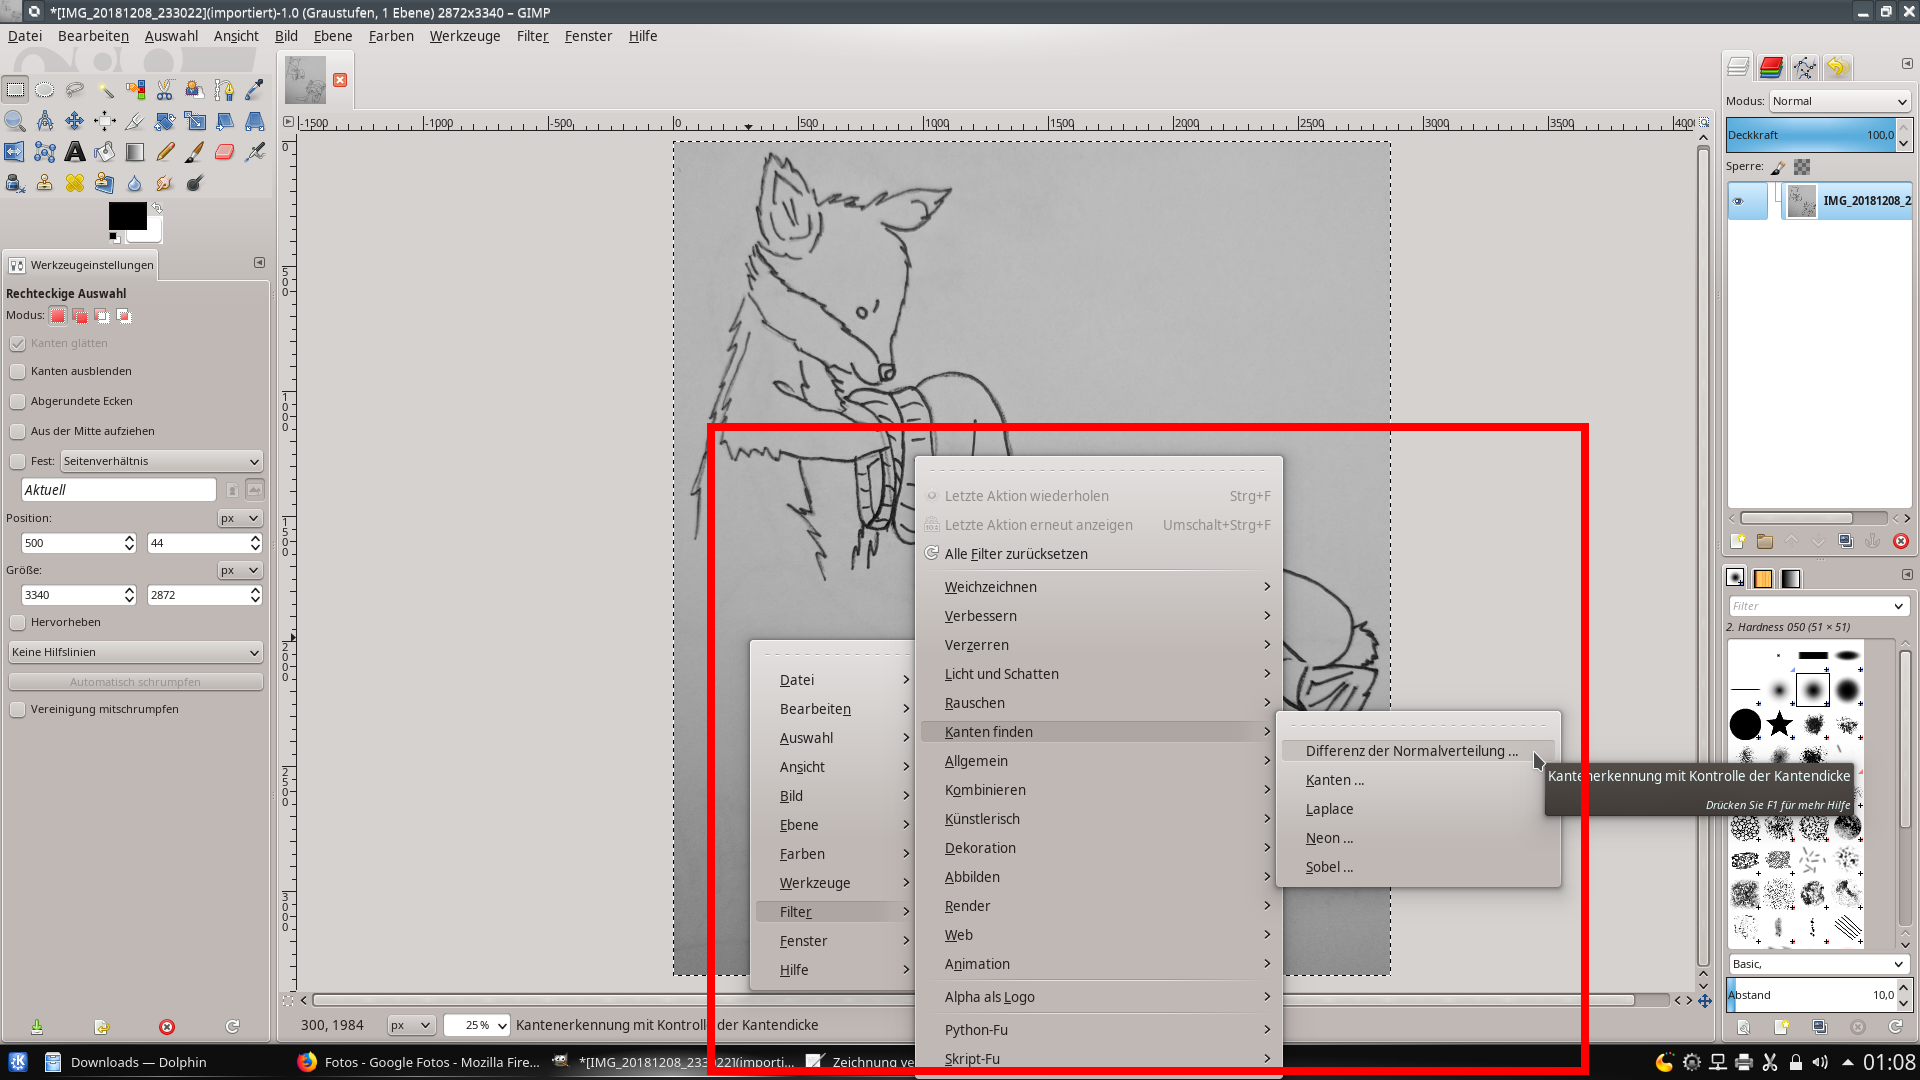 *[IMG_20181208_233022](importiert)-1.0 (Graustufen, 1 Ebene) 2872x3340 – GIMP
Datei Bearbeiten Auswahl Ansicht Bild Ebene Farben Werkzeuge Filter Fenster Hilfe
-1500 -1000 -500 0 500 1000 1500 2000 2500 3000 3500 4000
0
500
1000
1500
2000
2500
3000
Werkzeugeinstellungen
Rechteckige Auswahl
Modus:
Kanten glätten
Kanten ausblenden
Abgerundete Ecken
Aus der Mitte aufziehen
Fest: Seitenverhältnis
Aktuell
Position: px
500 44
Größe: px
3340 2872
Hervorheben
Keine Hilfslinien
Automatisch schrumpfen
Vereinigung mitschrumpfen
Datei
Bearbeiten
Auswahl
Ansicht
Bild
Ebene
Farben
Werkzeuge
Filter
Fenster
Hilfe
Letzte Aktion wiederholen Strg+F
Letzte Aktion erneut anzeigen Umschalt+Strg+F
Alle Filter zurücksetzen
Weichzeichnen
Verbessern
Verzerren
Licht und Schatten
Rauschen
Kanten finden
Allgemein
Kombinieren
Künstlerisch
Dekoration
Abbilden
Render
Web
Animation
Alpha als Logo
Python-Fu
Skript-Fu
Differenz der Normalverteilung ...
Kanten ...
Laplace
Neon ...
Sobel ...
Kantenerkennung mit Kontrolle der Kantendicke
Drücken Sie F1 für mehr Hilfe
Modus: Normal
Deckkraft 100,0
Sperre:
IMG_20181208_2
Filter
2. Hardness 050 (51 × 51)
Basic,
Abstand 10,0
300, 1984 px 25 % Kantenerkennung mit Kontrolle der Kantendicke
Downloads — Dolphin Fotos - Google Fotos - Mozilla Fire... *[IMG_20181208_233022](importi... Zeichnung ve 01:08